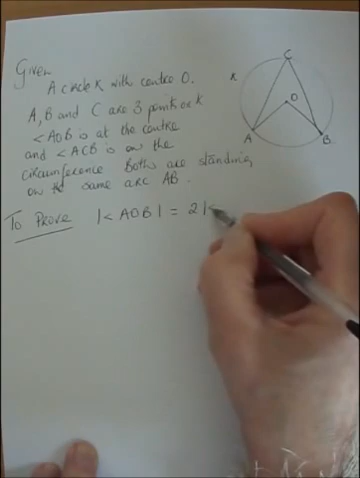 Given
A circle K with centre O.
A, B and C are 3 points on K
<AOB is at the centre
and <ACB is on the
circumference Both are standing
on the same arc AB.
To Prove |<AOB| = 2|<
C
K
O
A
B